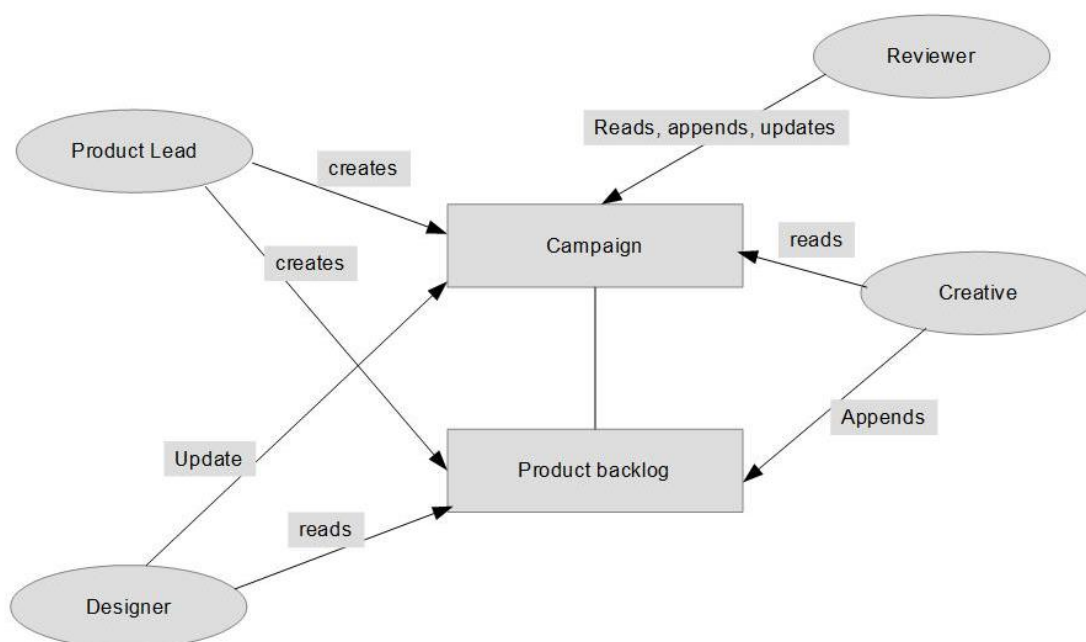 Reviewer
Reads, appends, updates
Product Lead
creates
Campaign
reads
creates
Creative
Appends
Update
Product backlog
reads
Designer